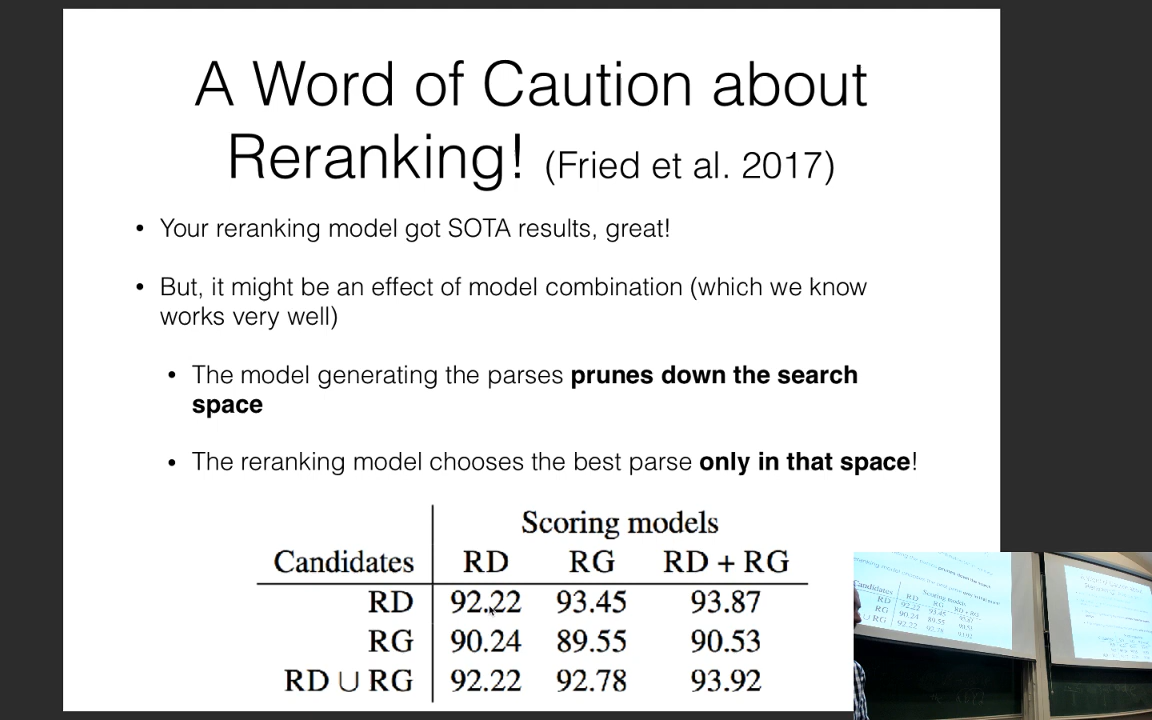 A Word of Caution about
Reranking! (Fried et al. 2017)
• Your reranking model got SOTA results, great!
• But, it might be an effect of model combination (which we know
works very well)
• The model generating the parses prunes down the search
space
• The reranking model chooses the best parse only in that space!
Scoring models
Candidates RD RG RD + RG
RD 92.22 93.45 93.87
RG 90.24 89.55 90.53
RD ∪ RG 92.22 92.78 93.92